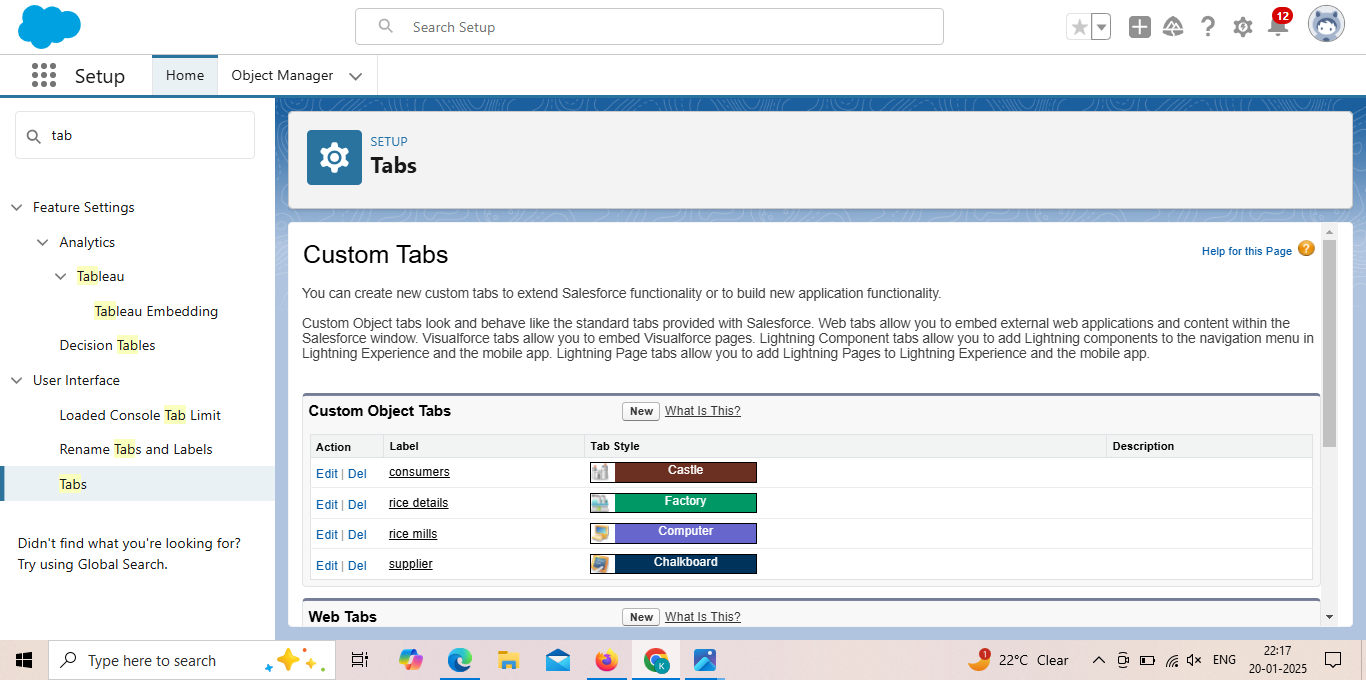 Search Setup
12
Setup
Home
Object Manager
tab
Feature Settings
Analytics
Tableau
Tableau Embedding
Decision Tables
User Interface
Loaded Console Tab Limit
Rename Tabs and Labels
Tabs
Didn't find what you're looking for?
Try using Global Search.
SETUP
Tabs
Custom Tabs
Help for this Page ?
You can create new custom tabs to extend Salesforce functionality or to build new application functionality.
Custom Object tabs look and behave like the standard tabs provided with Salesforce. Web tabs allow you to embed external web applications and content within the
Salesforce window. Visualforce tabs allow you to embed Visualforce pages. Lightning Component tabs allow you to add Lightning components to the navigation menu in
Lightning Experience and the mobile app. Lightning Page tabs allow you to add Lightning Pages to Lightning Experience and the mobile app.
Custom Object Tabs New What Is This?
Action Label Tab Style Description
Edit | Del consumers Castle
Edit | Del rice details Factory
Edit | Del rice mills Computer
Edit | Del supplier Chalkboard
Web Tabs New What Is This?
Type here to search
K
1
22°C Clear
ENG
22:17
20-01-2025